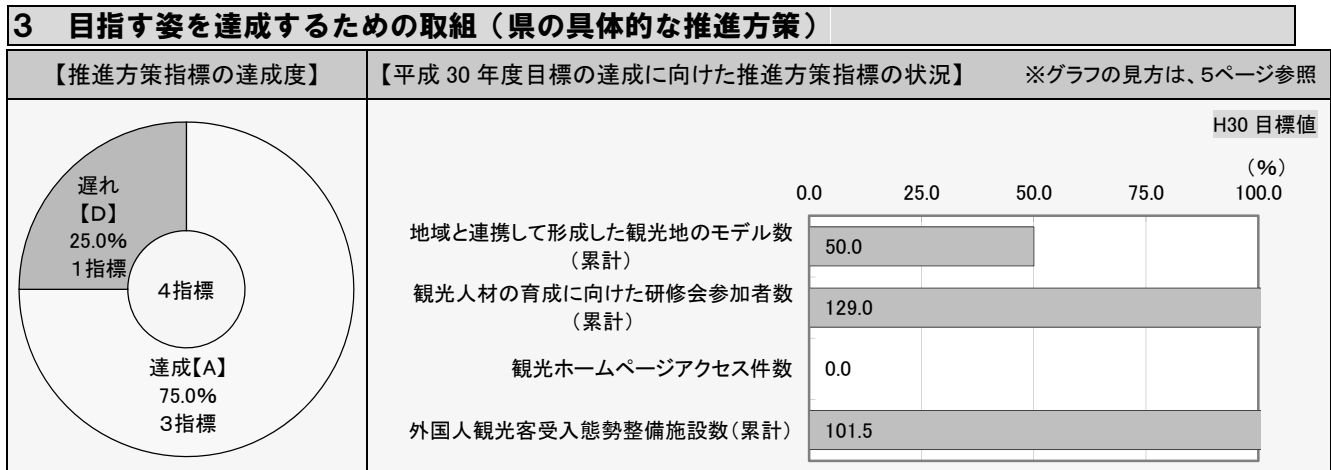 3 目指す姿を達成するための取組（県の具体的な推進方策）
【推進方策指標の達成度】
【平成 30 年度目標の達成に向けた推進方策指標の状況】 ※グラフの見方は、5ページ参照
遅れ
【D】
25.0%
1指標
4指標
達成【A】
75.0%
3指標
H30 目標値
（%）
0.0 25.0 50.0 75.0 100.0
地域と連携して形成した観光地のモデル数
（累計）
50.0
観光人材の育成に向けた研修会参加者数
（累計）
129.0
観光ホームページアクセス件数
0.0
外国人観光客受入態勢整備施設数（累計）
101.5